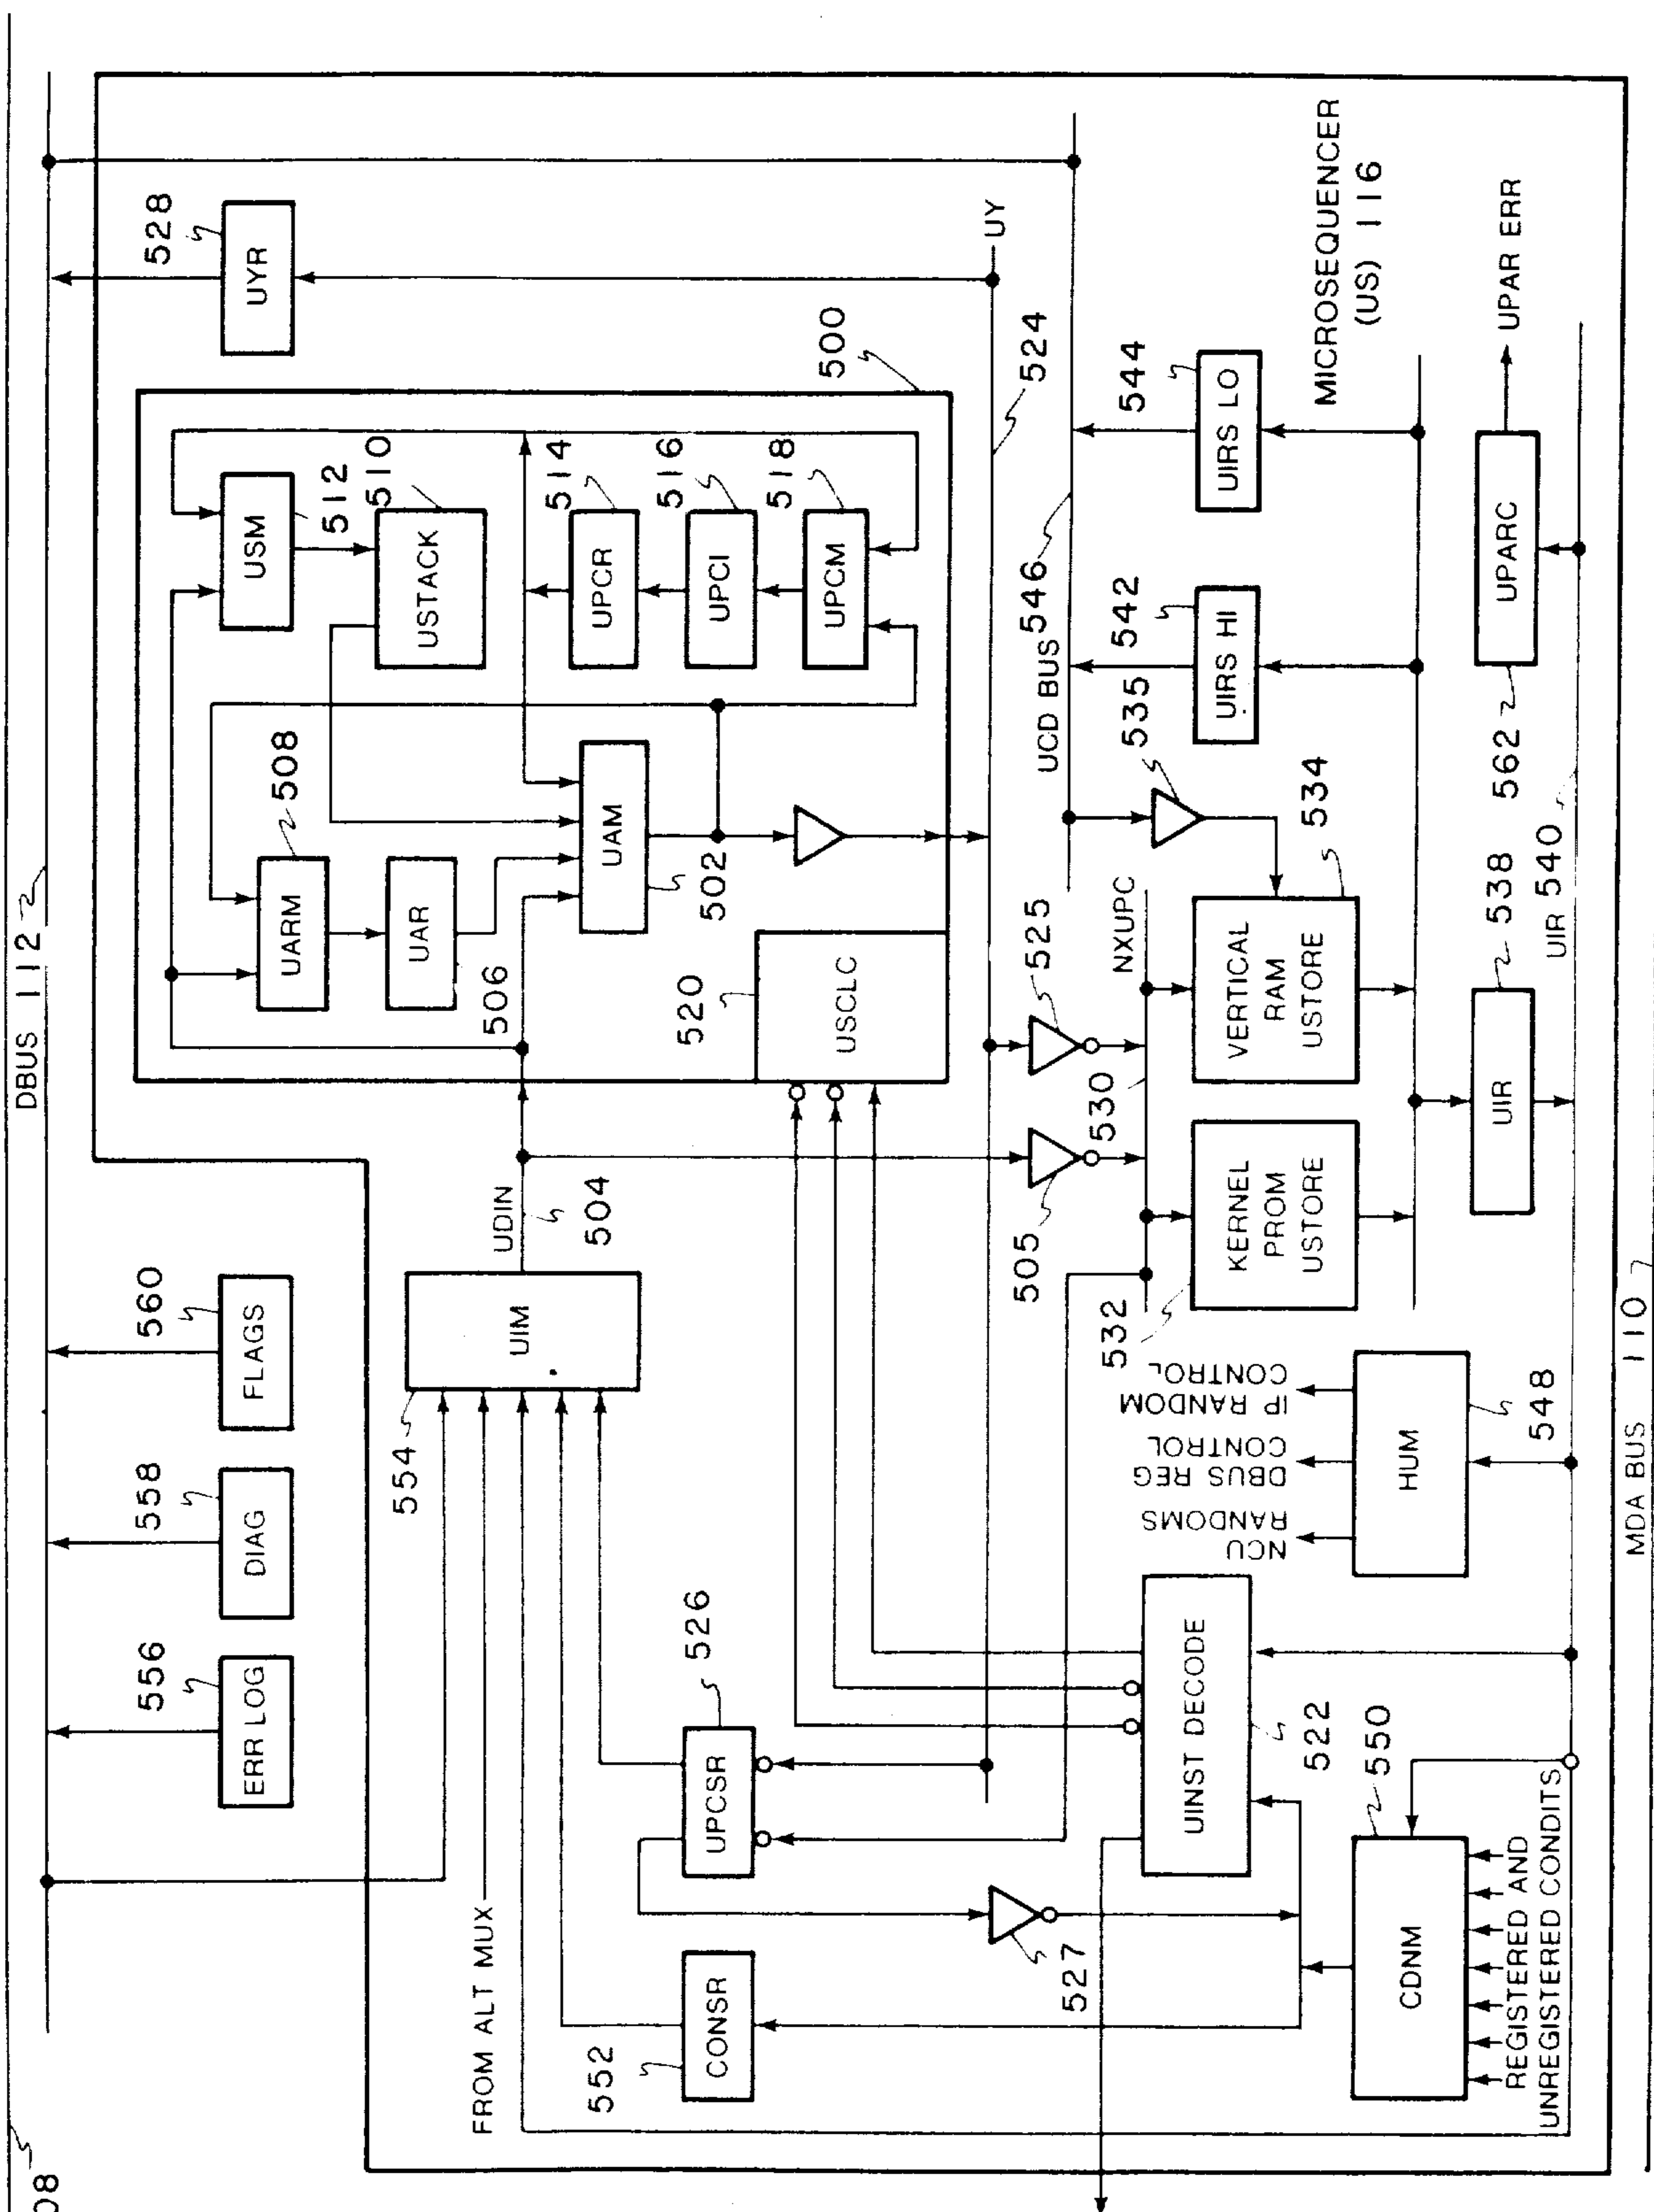 08
DBUS 112
556
ERR LOG
558
DIAG
560
FLAGS
528
UYR
FROM ALT MUX
554
UIM
UDIN
504
500
UARM
508
UAR
506
USM
512
510
USTACK
UAM
502
UPCR
514
UPCI
516
UPCM
518
520
USCLC
UY
524
552
CONSR
UPCSR
526
527
505
525
530
NXUPC
UCD BUS 546
535
532
KERNEL
PROM
USTORE
VERTICAL
RAM
USTORE
534
UIRS HI
542
UIRS LO
544
MICROSEQUENCER
(US) 116
UINST DECODE
522
550
CDNM
REGISTERED AND
UNREGISTERED CONDITS
NCU
RANDOMS
DBUS REG
CONTROL
IP RANDOM
CONTROL
HUM
548
UIR
538
UIR 540
562
UPARC
UPAR ERR
MDA BUS 110